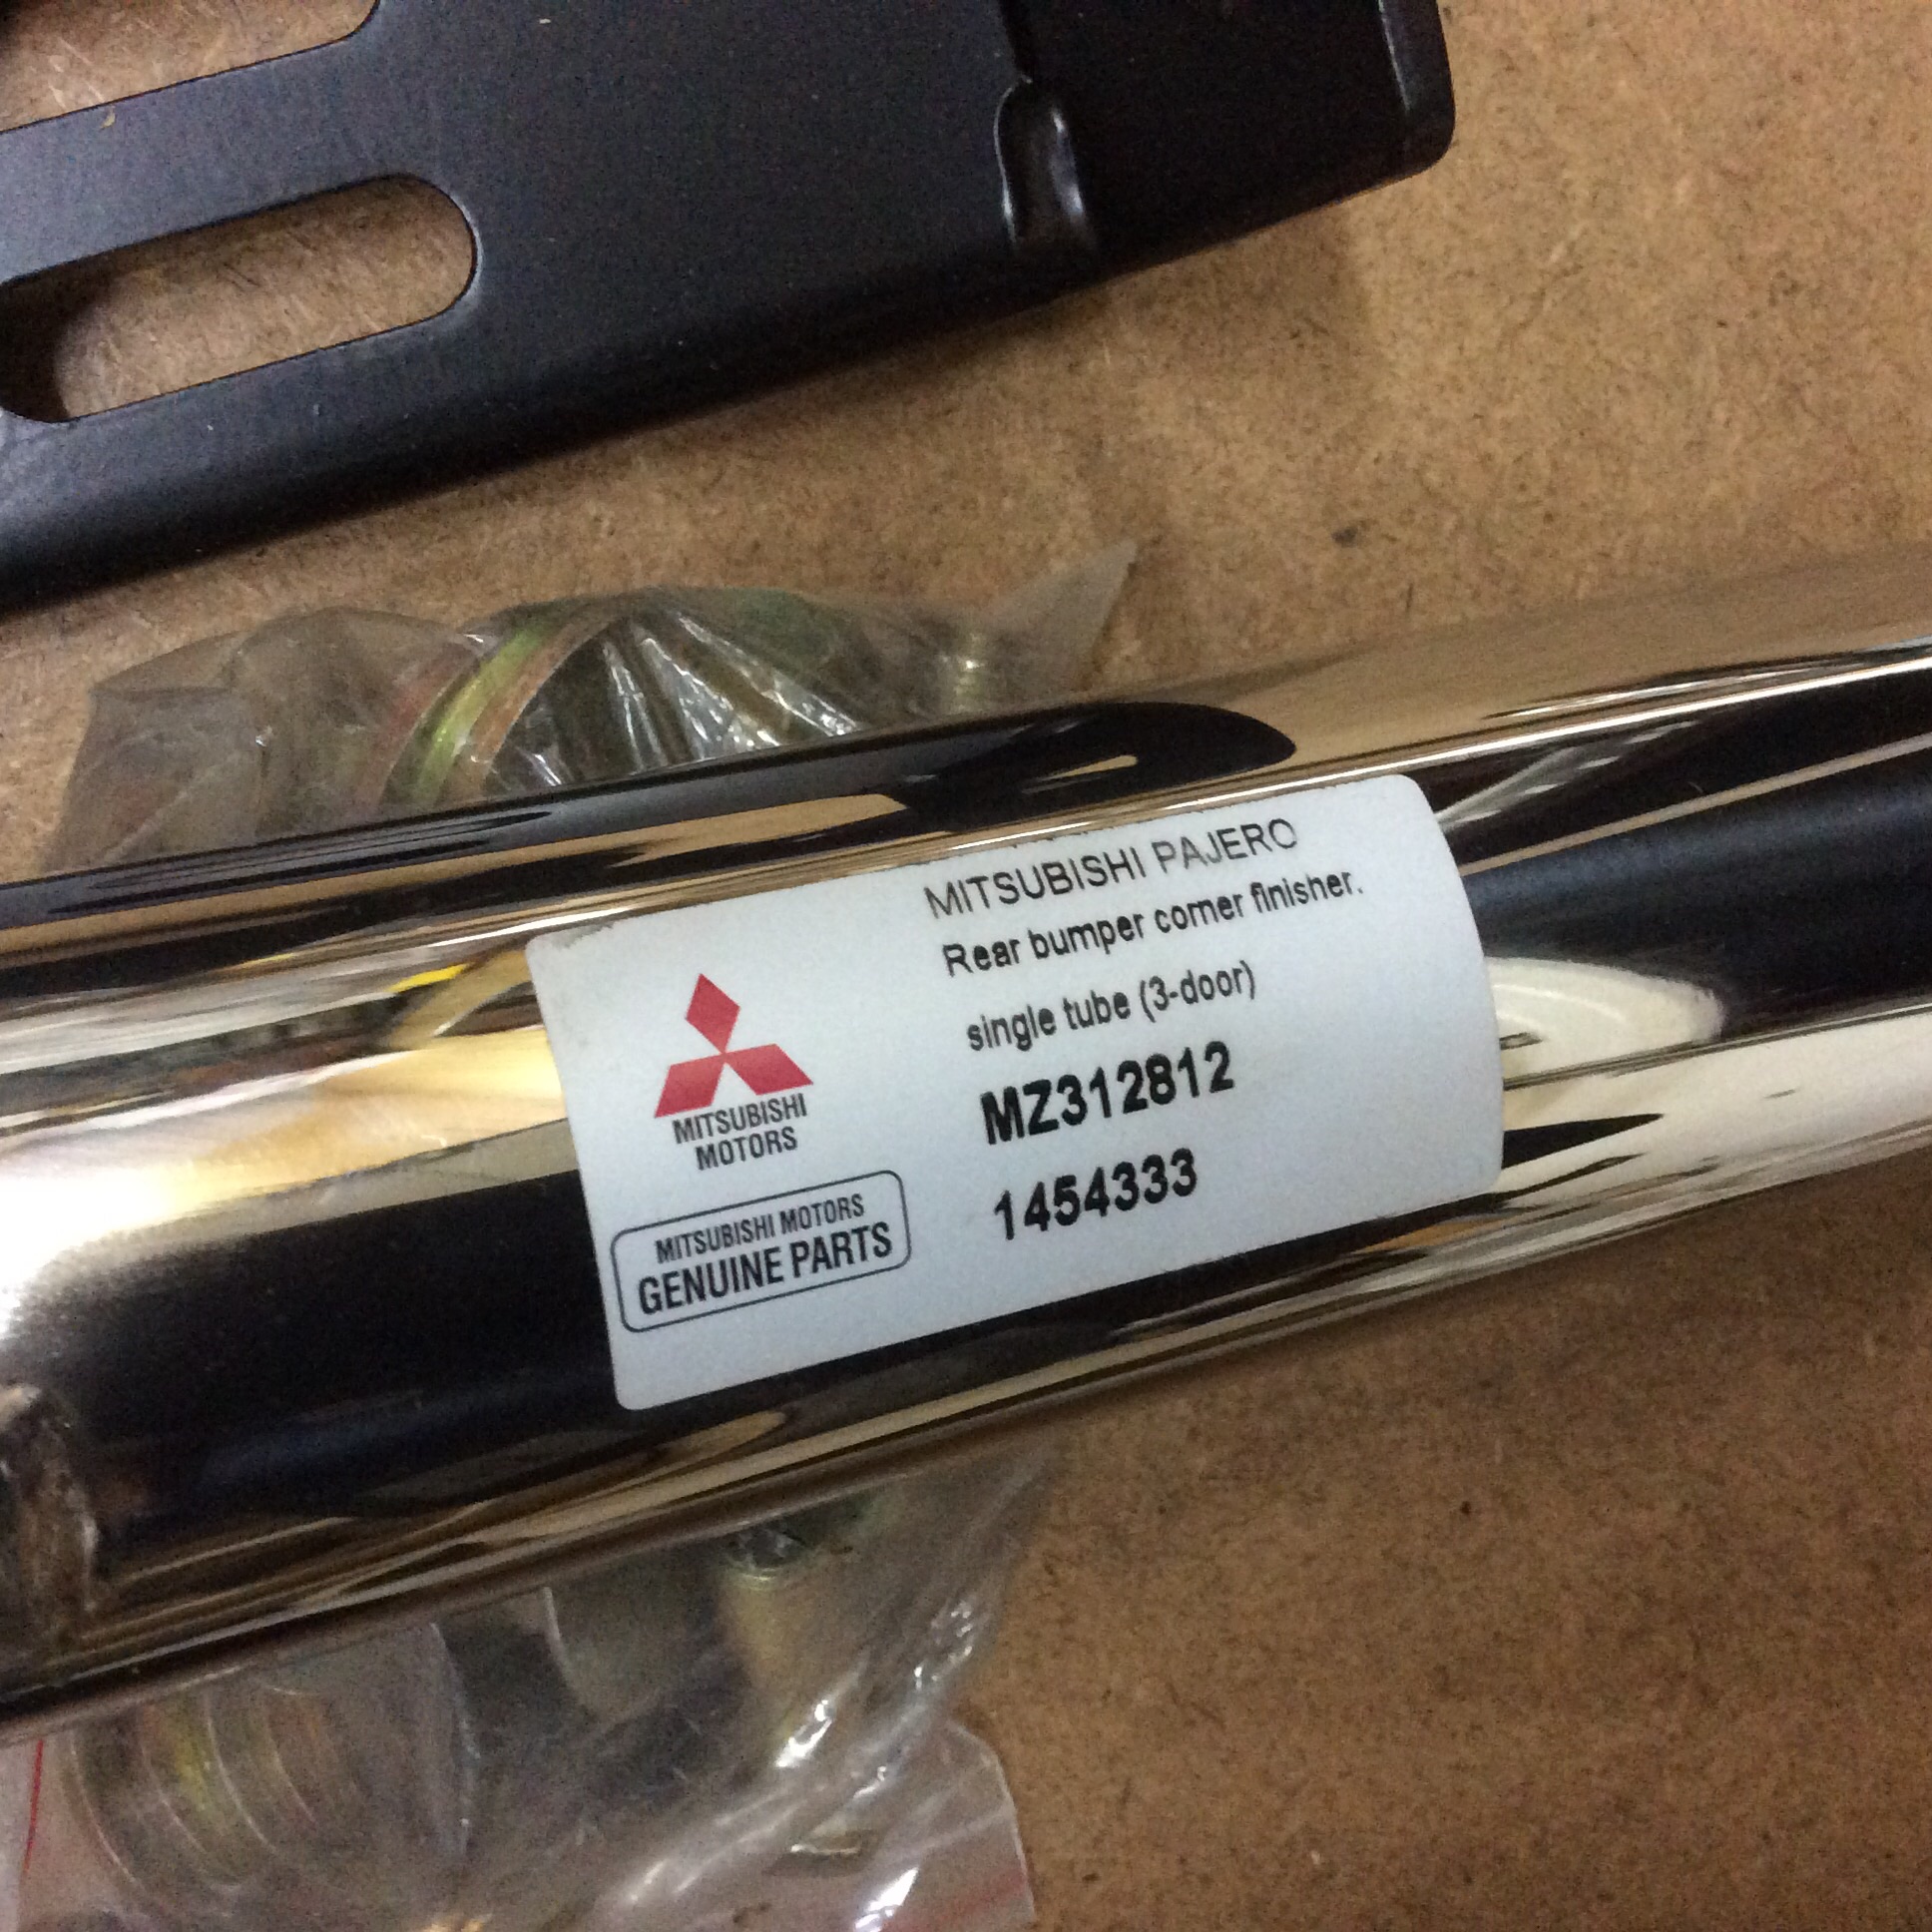 MITSUBISHI PAJERO
Rear bumper corner finisher.
single tube (3-door)
MZ312812
1454333
MITSUBISHI
MOTORS
MITSUBISHI MOTORS
GENUINE PARTS